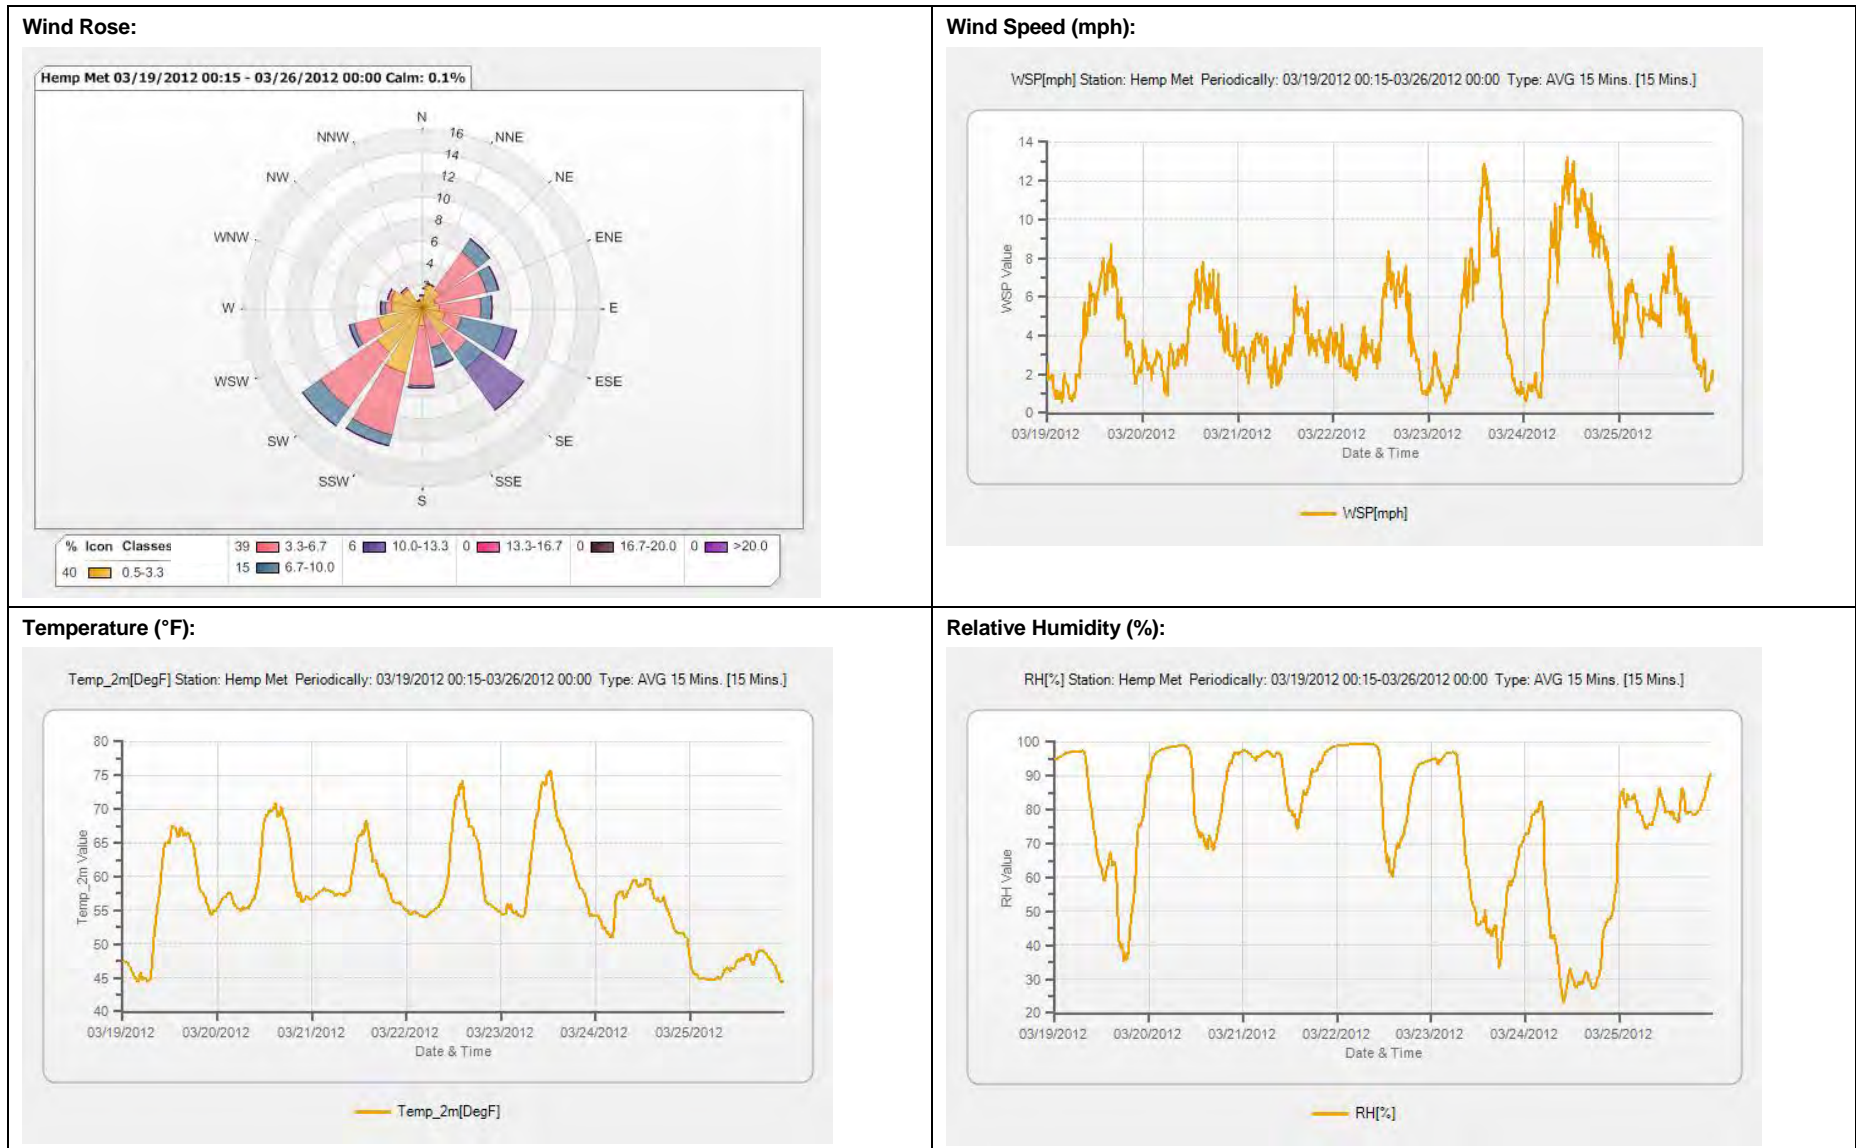 Wind Rose:
Hemp Met 03/19/2012 00:15 - 03/26/2012 00:00 Calm: 0.1%
N
NNE
NE
ENE
E
ESE
SE
SSE
S
SSW
SW
WSW
W
WNW
NW
NNW
16
14
12
10
8
6
4
2
% Icon Classes
40 0.5-3.3
39 3.3-6.7
15 6.7-10.0
6 10.0-13.3
0 13.3-16.7
0 16.7-20.0
0 >20.0
Wind Speed (mph):
WSP[mph] Station: Hemp Met Periodically: 03/19/2012 00:15-03/26/2012 00:00 Type: AVG 15 Mins. [15 Mins.]
WSP Value
14
12
10
8
6
4
2
0
03/19/2012 03/20/2012 03/21/2012 03/22/2012 03/23/2012 03/24/2012 03/25/2012
Date & Time
WSP[mph]
Temperature (°F):
Temp_2m[DegF] Station: Hemp Met Periodically: 03/19/2012 00:15-03/26/2012 00:00 Type: AVG 15 Mins. [15 Mins.]
Temp_2m Value
80
75
70
65
60
55
50
45
40
03/19/2012 03/20/2012 03/21/2012 03/22/2012 03/23/2012 03/24/2012 03/25/2012
Date & Time
Temp_2m[DegF]
Relative Humidity (%):
RH[%] Station: Hemp Met Periodically: 03/19/2012 00:15-03/26/2012 00:00 Type: AVG 15 Mins. [15 Mins.]
RH Value
100
90
80
70
60
50
40
30
20
03/19/2012 03/20/2012 03/21/2012 03/22/2012 03/23/2012 03/24/2012 03/25/2012
Date & Time
RH[%]